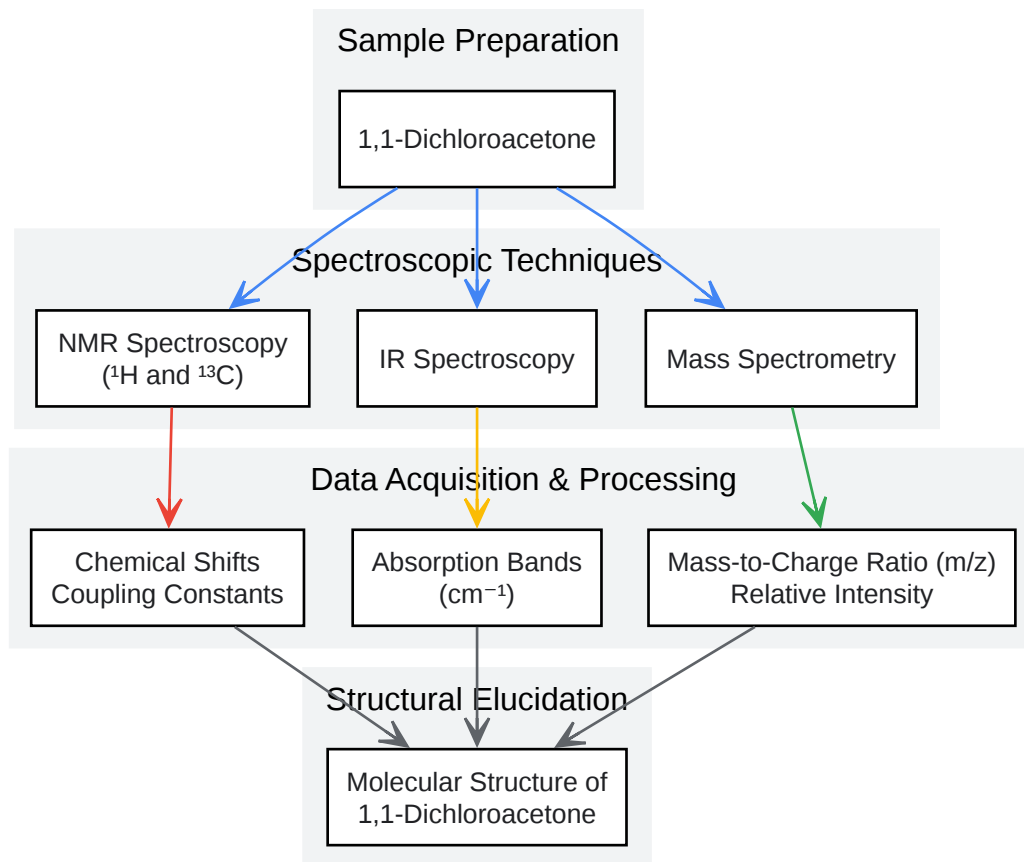 Sample Preparation
1,1-Dichloroacetone
Spectroscopic Techniques
NMR Spectroscopy
(¹H and ¹³C)
IR Spectroscopy
Mass Spectrometry
Data Acquisition & Processing
Chemical Shifts
Coupling Constants
Absorption Bands
(cm⁻¹)
Mass-to-Charge Ratio (m/z)
Relative Intensity
Structural Elucidation
Molecular Structure of
1,1-Dichloroacetone